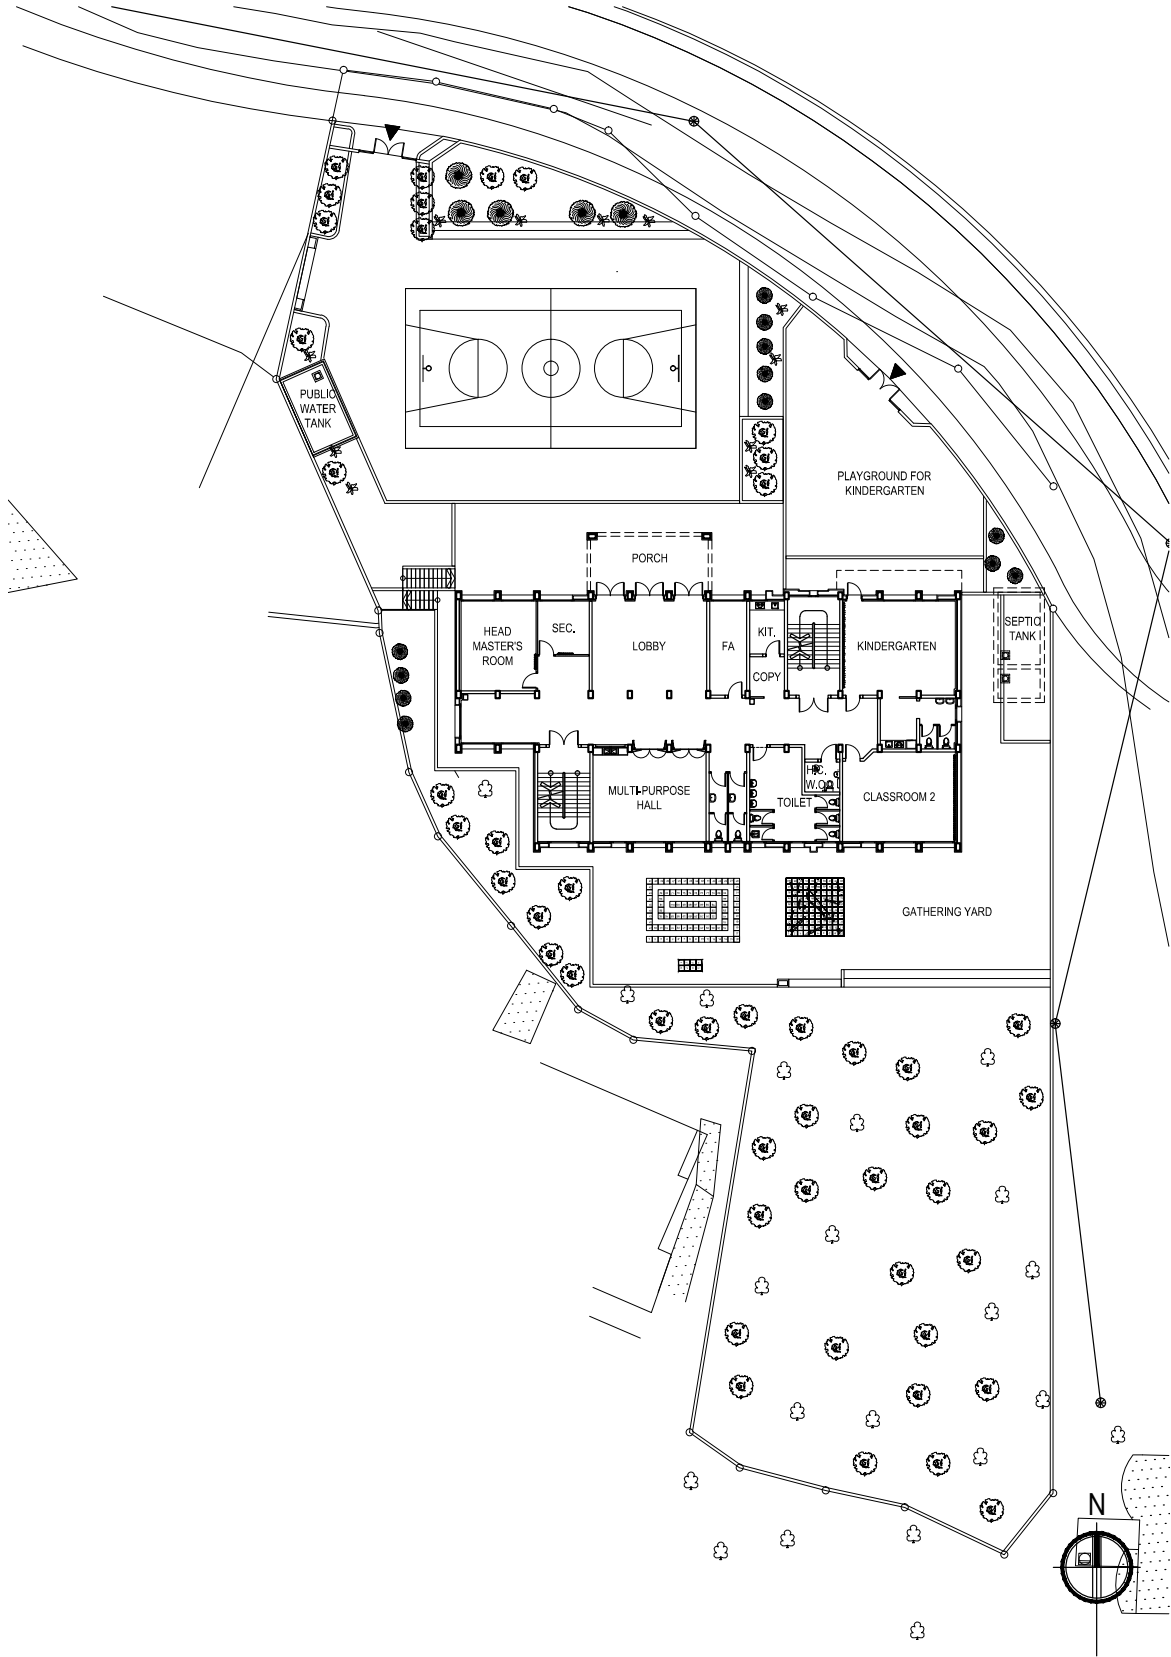 PUBLIC
WATER
TANK
PLAYGROUND FOR
KINDERGARTEN
PORCH
HEAD
MASTER'S
ROOM
SEC.
LOBBY
FA
KIT.
COPY
KINDERGARTEN
SEPTIC
TANK
MULTI-PURPOSE
HALL
H.C.
W.C.
TOILET
CLASSROOM 2
GATHERING YARD
N